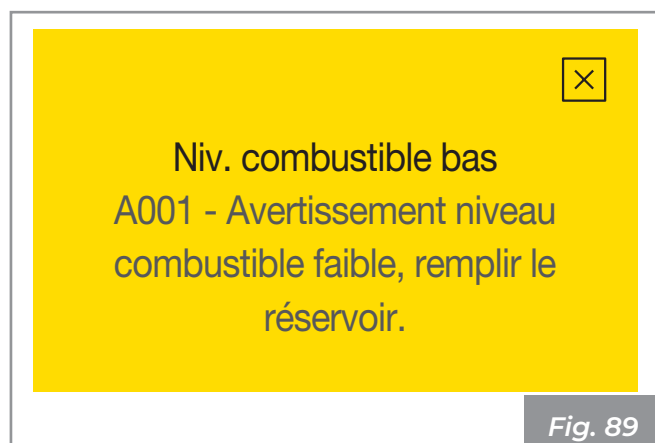 Niv. combustible bas
A001 - Avertissement niveau
combustible faible, remplir le
réservoir.
Fig. 89